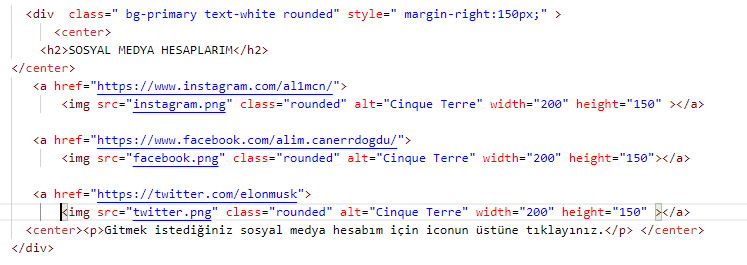 <div  class=" bg-primary text-white rounded" style=" margin-right:150px;" >
<center>
<h2>SOSYAL MEDYA HESAPLARIM</h2>
</center>
<a href="https://www.instagram.com/al1mcn/">
<img src="instagram.png" class="rounded" alt="Cinque Terre" width="200" height="150" ></a>
<a href="https://www.facebook.com/alim.canerrdogdu/">
<img src="facebook.png" class="rounded" alt="Cinque Terre" width="200" height="150"></a>
<a href="https://twitter.com/elonmusk">
<img src="twitter.png" class="rounded" alt="Cinque Terre" width="200" height="150" ></a>
<center><p>Gitmek istediğiniz sosyal medya hesabım için iconun üstüne tıklayınız.</p> </center>
</div>